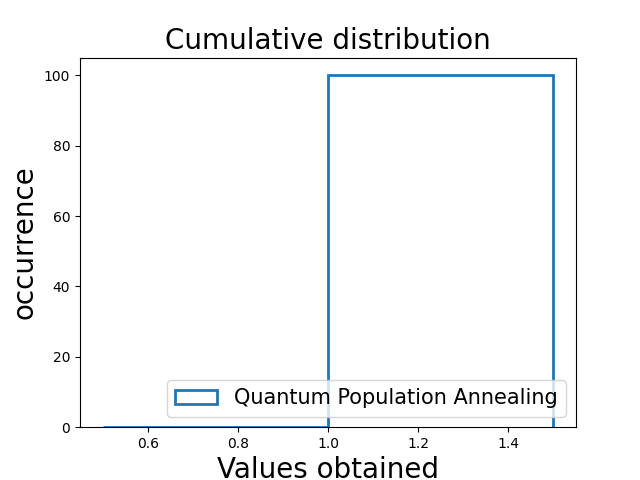 Cumulative distribution
occurrence
100
80
60
40
20
0
0.6 0.8 1.0 1.2 1.4
Values obtained
Quantum Population Annealing